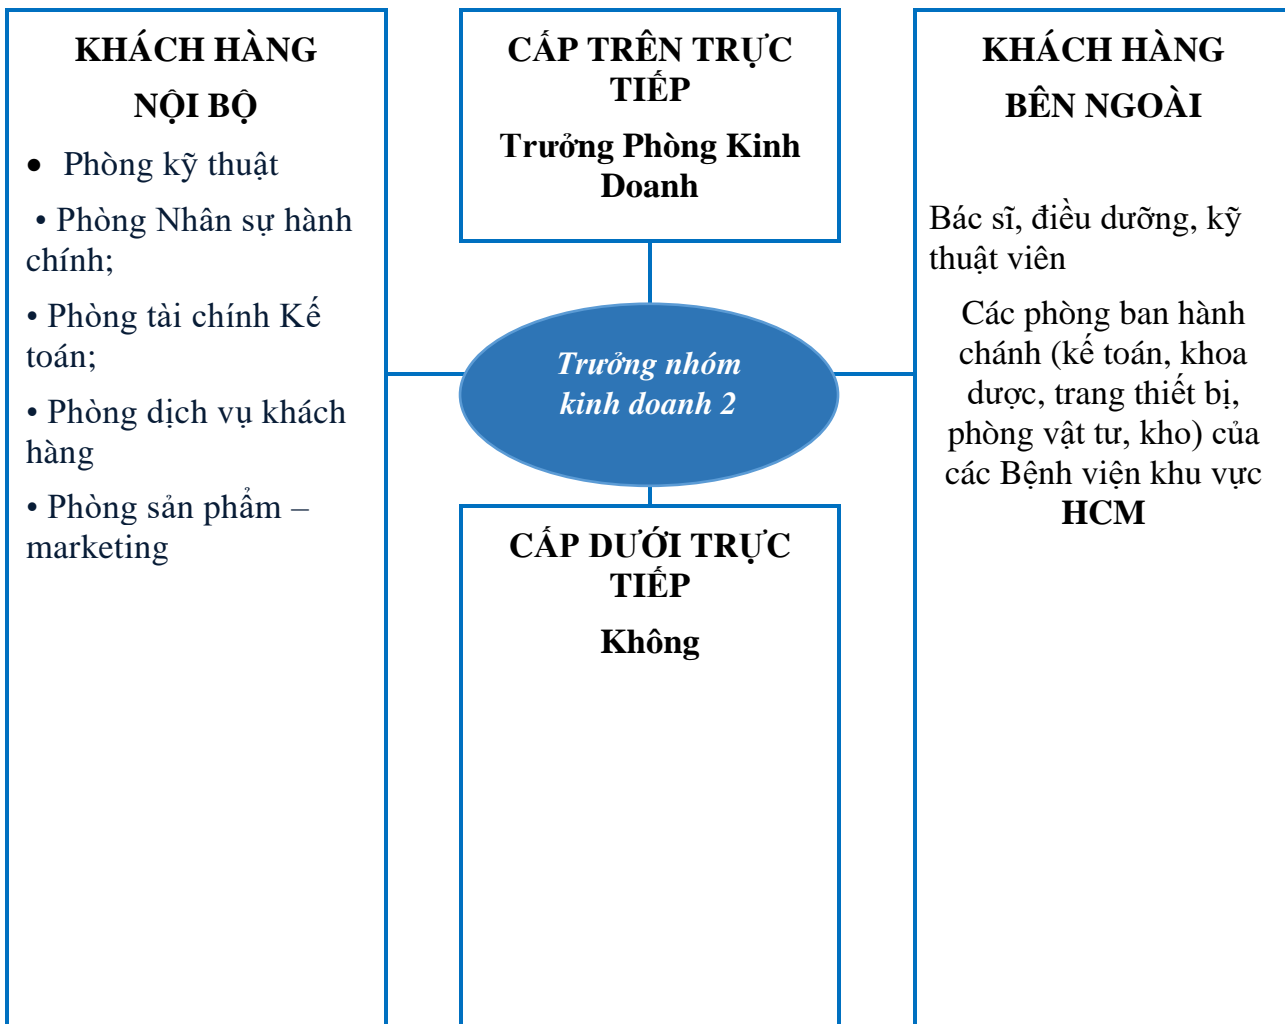 KHÁCH HÀNG
NỘI BỘ
• Phòng kỹ thuật
• Phòng Nhân sự hành
chính;
• Phòng tài chính Kế
toán;
• Phòng dịch vụ khách
hàng
• Phòng sản phẩm –
marketing
CẤP TRÊN TRỰC
TIẾP
Trưởng Phòng Kinh
Doanh
Trưởng nhóm
kinh doanh 2
CẤP DƯỚI TRỰC
TIẾP
Không
KHÁCH HÀNG
BÊN NGOÀI
Bác sĩ, điều dưỡng, kỹ
thuật viên
Các phòng ban hành
chánh (kế toán, khoa
dược, trang thiết bị,
phòng vật tư, kho) của
các Bệnh viện khu vực
HCM